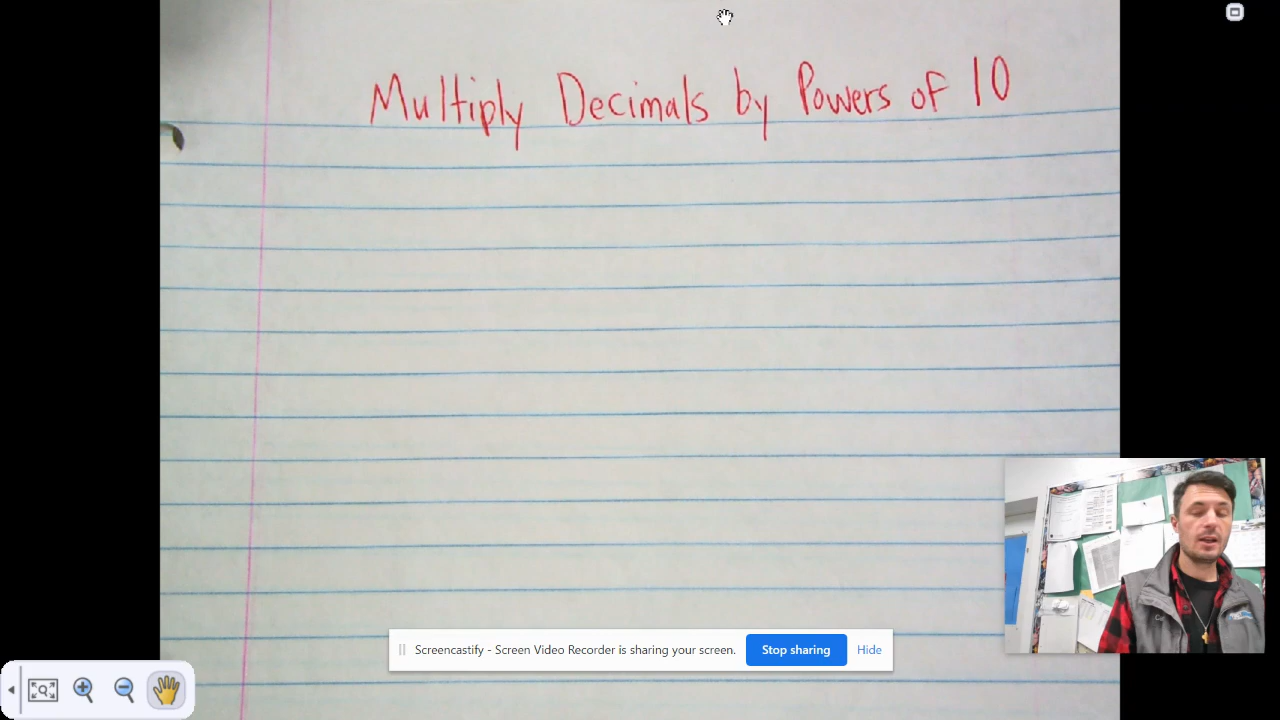 Multiply Decimals by Powers of 10
Screencastify - Screen Video Recorder is sharing your screen.
Stop sharing
Hide